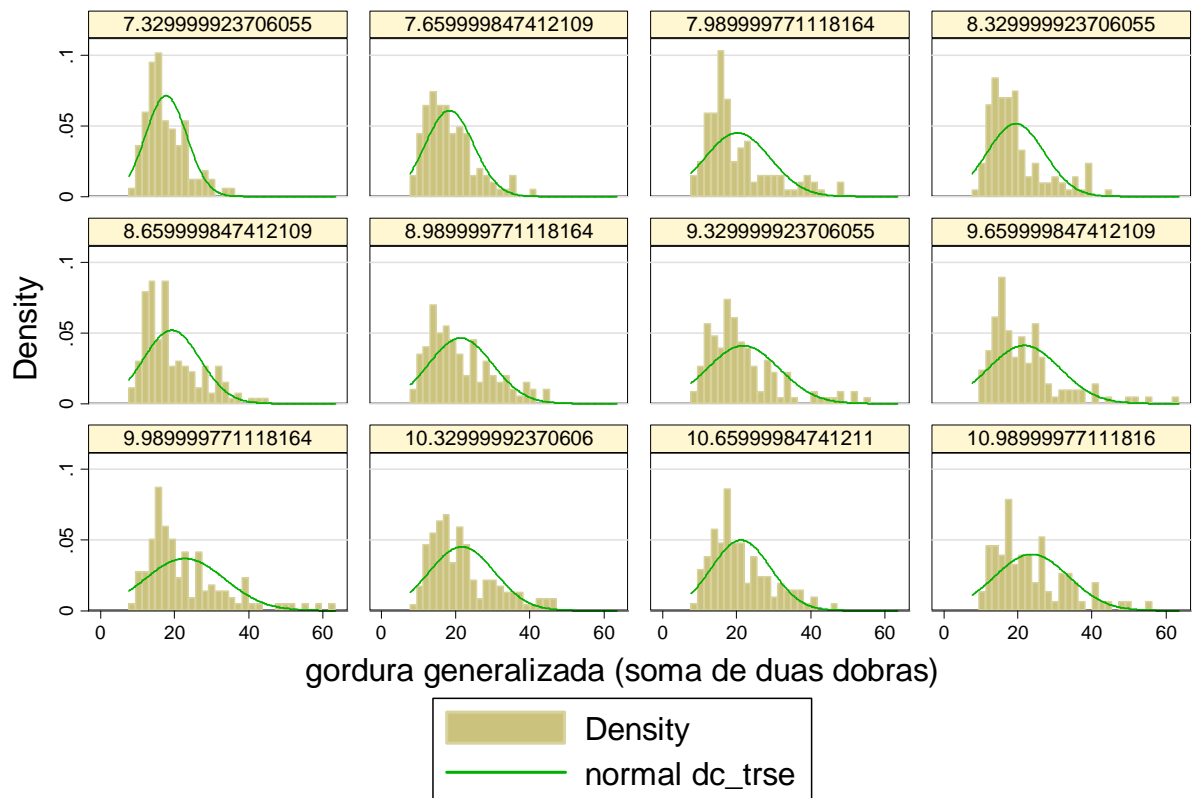 7.329999923706055
7.659999847412109
7.989999771118164
8.329999923706055
.1
.05
0
8.659999847412109
8.989999771118164
9.329999923706055
9.659999847412109
.1
.05
0
9.989999771118164
10.32999992370606
10.65999984741211
10.98999977111816
.1
.05
0
0 20 40 60
0 20 40 60
0 20 40 60
0 20 40 60
Density
gordura generalizada (soma de duas dobras)
Density
normal dc_trse